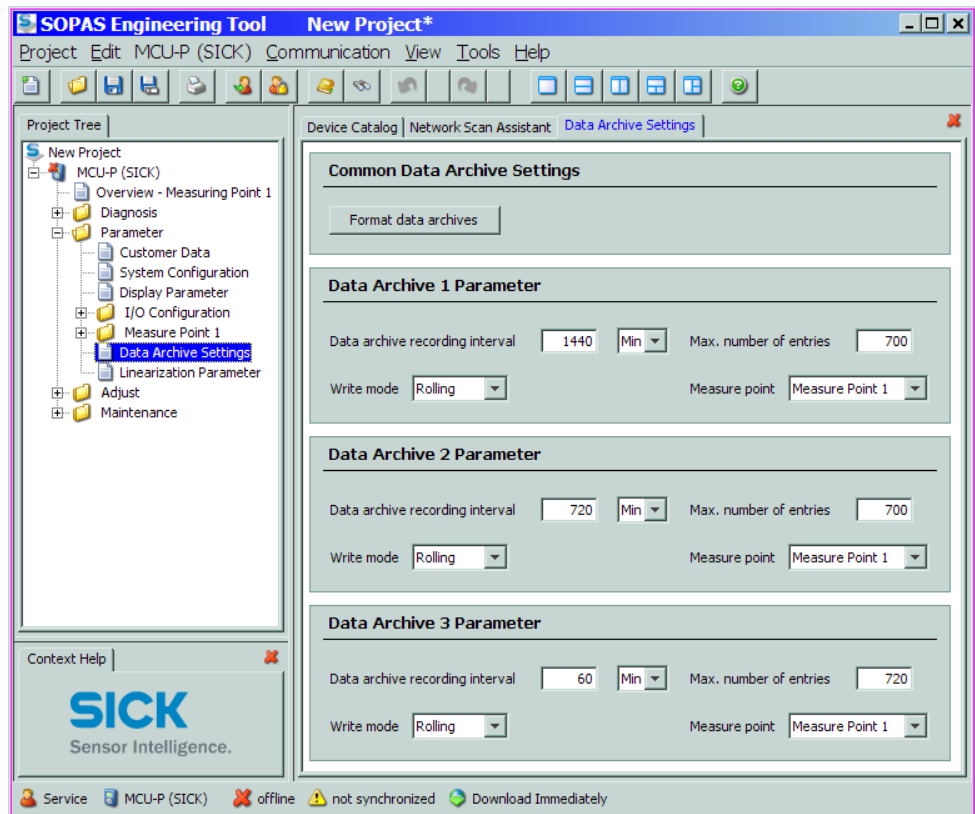 SOPAS Engineering Tool New Project*
Project Edit MCU-P (SICK) Communication View Tools Help
Project Tree
New Project
MCU-P (SICK)
Overview - Measuring Point 1
Diagnosis
Parameter
Customer Data
System Configuration
Display Parameter
I/O Configuration
Measure Point 1
Data Archive Settings
Linearization Parameter
Adjust
Maintenance
Context Help
SICK
Sensor Intelligence.
Device Catalog Network Scan Assistant Data Archive Settings
Common Data Archive Settings
Format data archives
Data Archive 1 Parameter
Data archive recording interval 1440 Min Max. number of entries 700
Write mode Rolling Measure point Measure Point 1
Data Archive 2 Parameter
Data archive recording interval 720 Min Max. number of entries 700
Write mode Rolling Measure point Measure Point 1
Data Archive 3 Parameter
Data archive recording interval 60 Min Max. number of entries 720
Write mode Rolling Measure point Measure Point 1
Service MCU-P (SICK) offline not synchronized Download Immediately